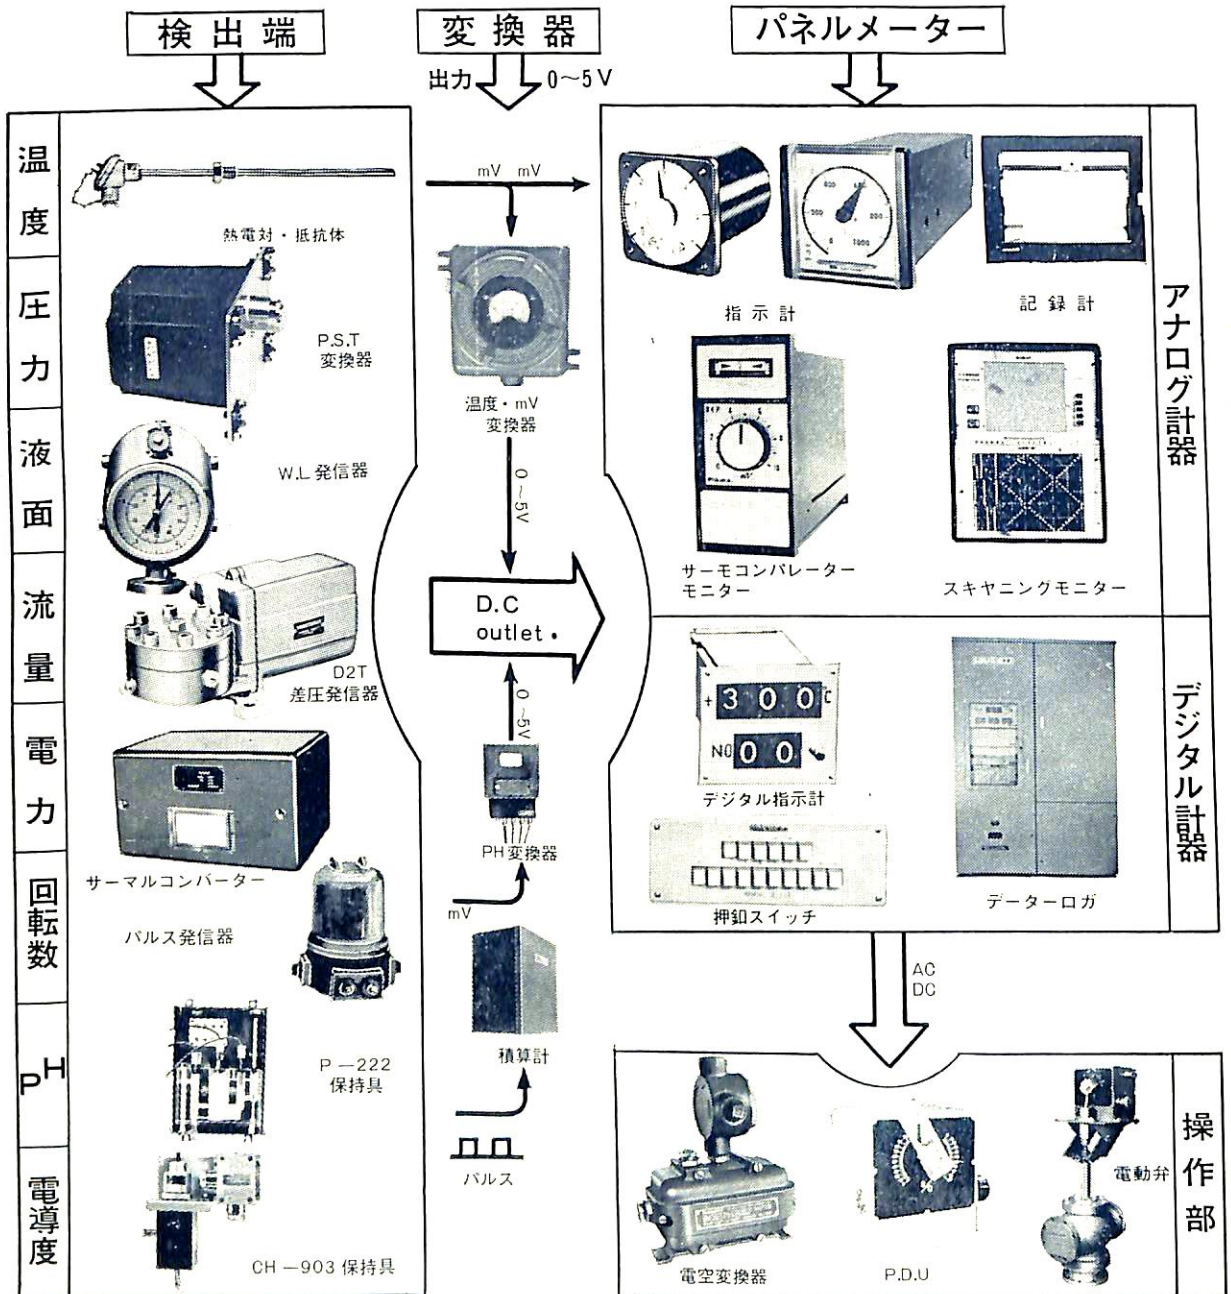 検出端
変換器
パネルメーター
出力 0～5V
温度
熱電対・抵抗体
圧力
P.S.T
変換器
液面
W.L発信器
流量
D2T
差圧発信器
電力
サーマルコンバーター
回転数
パルス発信器
PH
P－222
保持具
電導度
CH－903 保持具
mV mV
温度・mV
変換器
0～5V
D.C
outlet.
0～5V
PH変換器
mV
積算計
パルス
アナログ計器
指示計
記録計
サーモコンパレーター
モニター
スキヤニングモニター
デジタル計器
+300C
NO 00
デジタル指示計
押釦スイッチ
データーロガ
AC
DC
操作部
電空変換器
P.D.U
電動弁